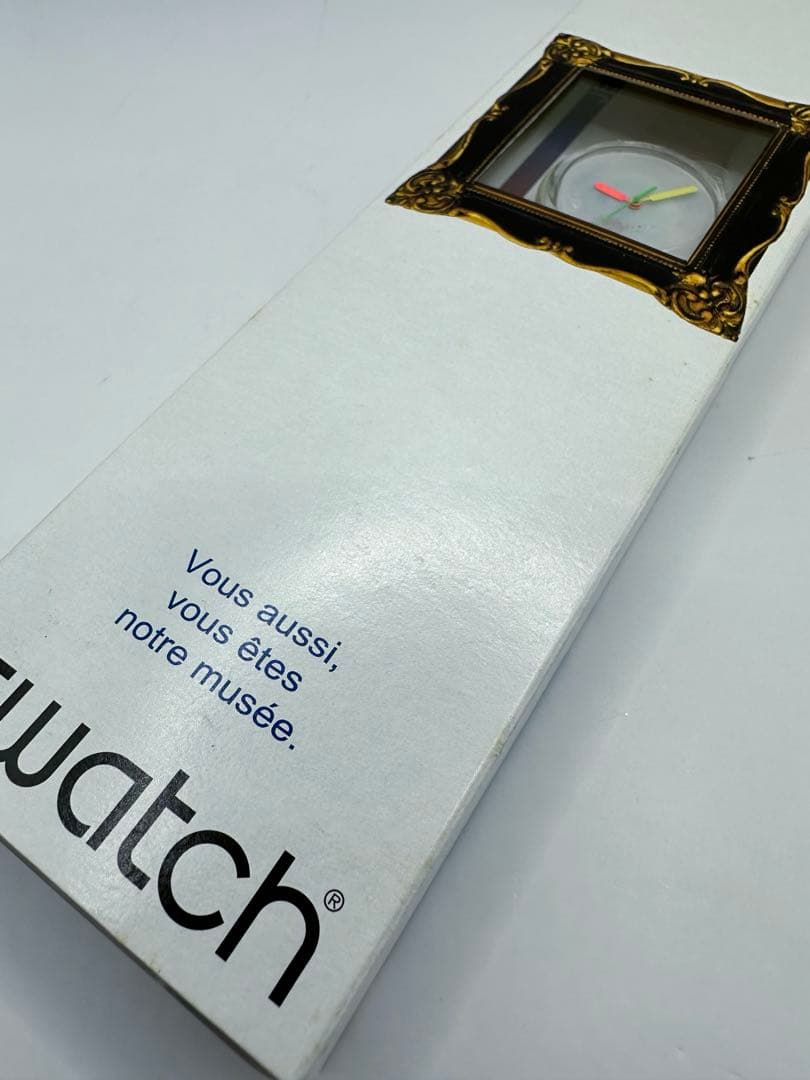 Vous aussi,
vous êtes
notre musée.
swatch®